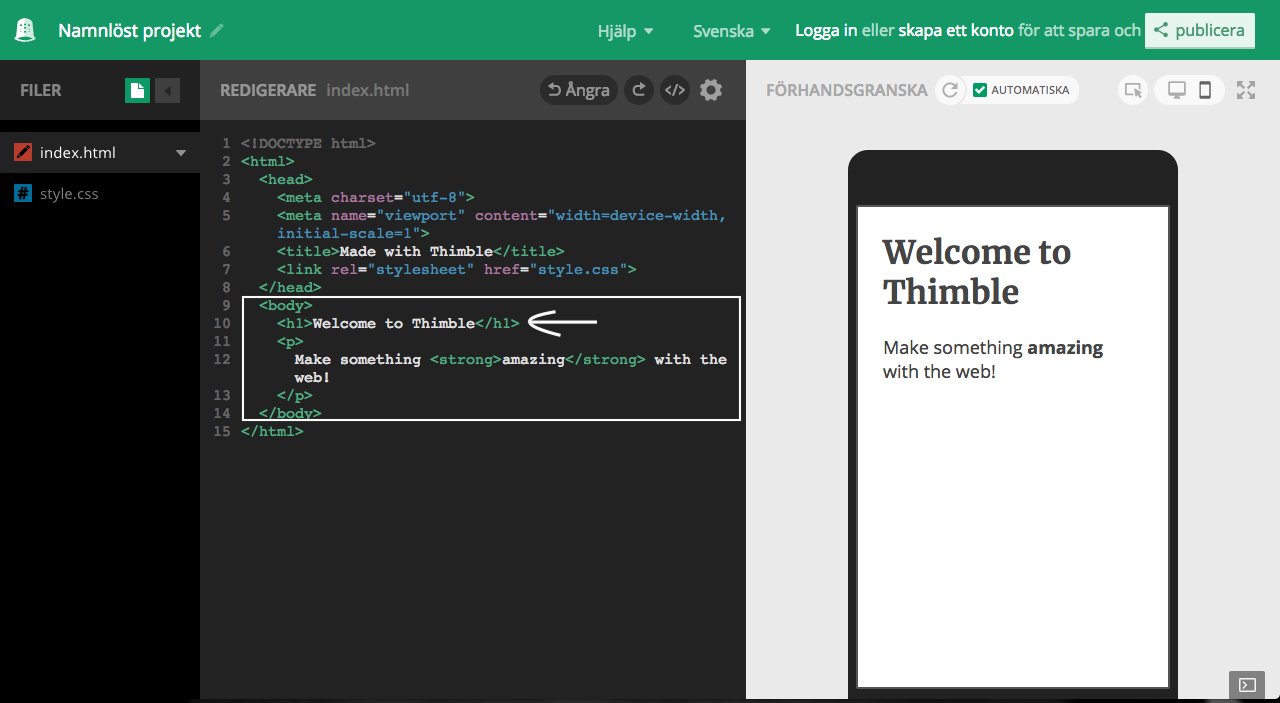 Namnlöst projekt
Hjälp
Svenska
Logga in eller skapa ett konto för att spara och
publicera
FILER
index.html
style.css
REDIGERARE index.html
Ångra
</>
1 <!DOCTYPE html>
2 <html>
3 <head>
4 <meta charset="utf-8">
5 <meta name="viewport" content="width=device-width,
initial-scale=1">
6 <title>Made with Thimble</title>
7 <link rel="stylesheet" href="style.css">
8 </head>
9 <body>
10 <h1>Welcome to Thimble</h1>
11 <p>
12 Make something <strong>amazing</strong> with the
web!
13 </p>
14 </body>
15 </html>
FÖRHANDSGRANSKA
AUTOMATISKA
Welcome to
Thimble
Make something amazing
with the web!